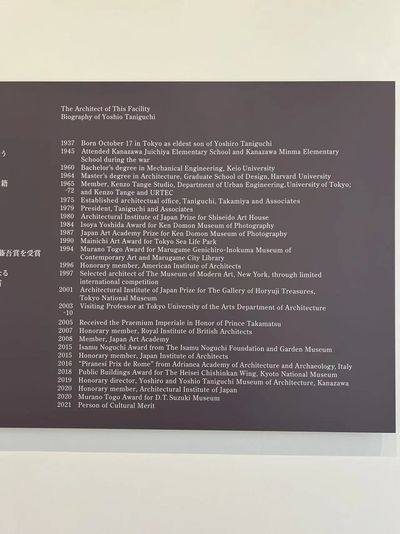 The Architect of This Facility
Biography of Yoshio Taniguchi
1937 Born October 17 in Tokyo as eldest son of Yoshiro Taniguchi
1945 Attended Kanazawa Juichiya Elementary School and Kanazawa Minma Elementary
School during the war
1960 Bachelor's degree in Mechanical Engineering, Keio University
1964 Master's degree in Architecture, Graduate School of Design, Harvard University
1965 Member, Kenzo Tange Studio, Department of Urban Engineering, University of Tokyo;
-72 and Kenzo Tange and URTEC
1975 Established architectual office, Taniguchi, Takamiya and Associates
1979 President, Taniguchi and Associates
1980 Architectural Institute of Japan Prize for Shiseido Art House
1984 Isoya Yoshida Award for Ken Domon Museum of Photography
1987 Japan Art Academy Prize for Ken Domon Museum of Photography
1990 Mainichi Art Award for Tokyo Sea Life Park
1994 Murano Togo Award for Marugame Genichiro-Inokuma Museum of
Contemporary Art and Marugame City Library
1996 Honorary member, American Institute of Architects
1997 Selected architect of The Museum of Modern Art, New York, through limited
international competition
2001 Architectural Institute of Japan Prize for The Gallery of Horyuji Treasures,
Tokyo National Museum
2003 Visiting Professor at Tokyo University of the Arts Department of Architecture
-10
2005 Received the Praemium Imperiale in Honor of Prince Takamatsu
2007 Honorary member, Royal Institute of British Architects
2008 Member, Japan Art Academy
2015 Isamu Noguchi Award from The Isamu Noguchi Foundation and Garden Museum
2015 Honorary member, Japan Institute of Architects
2016 "Piranesi Prix de Rome" from Adrianea Academy of Architecture and Archaeology, Italy
2018 Public Buildings Award for The Heisei Chishinkan Wing, Kyoto National Museum
2019 Honorary director, Yoshiro and Yoshio Taniguchi Museum of Architecture, Kanazawa
2020 Honorary member, Architectural Institute of Japan
2020 Murano Togo Award for D.T. Suzuki Museum
2021 Person of Cultural Merit
う
籍
藤吾賞を受賞
よる